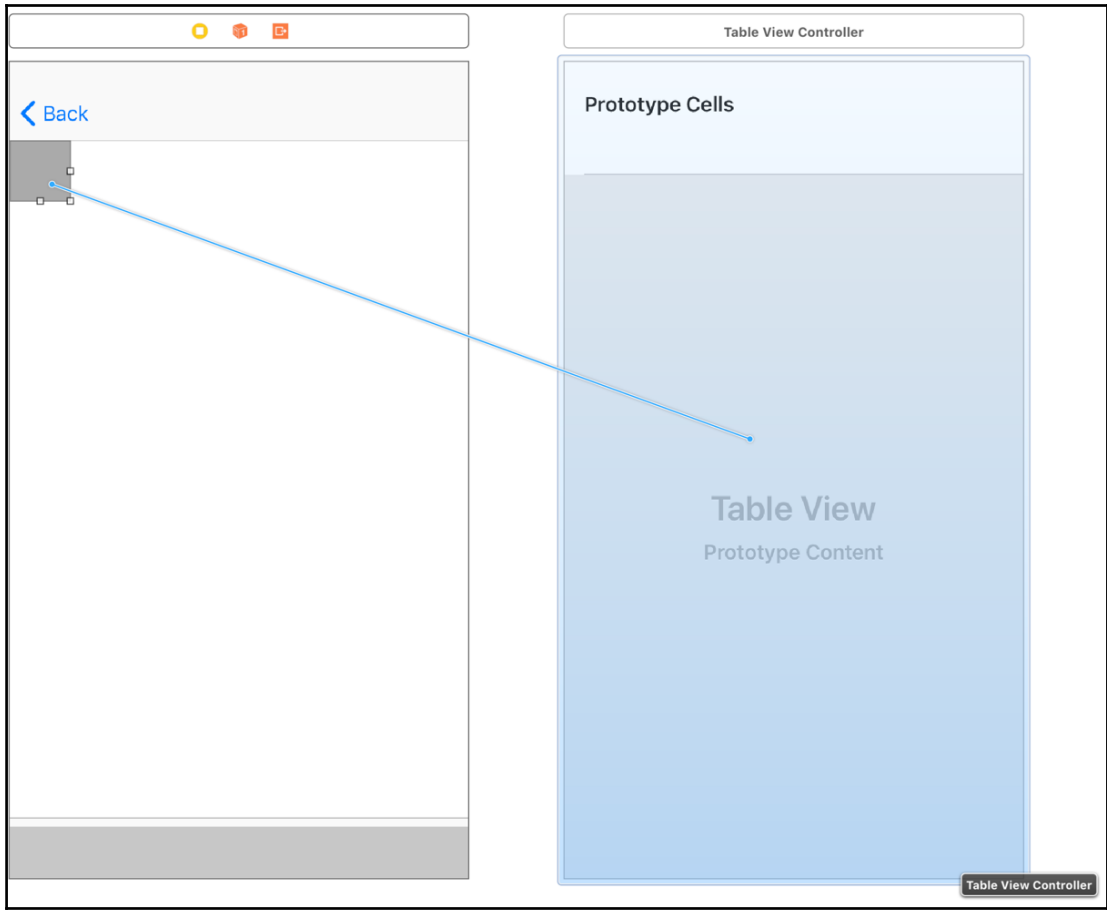 Table View Controller
Back
Prototype Cells
Table View
Prototype Content
Table View Controller